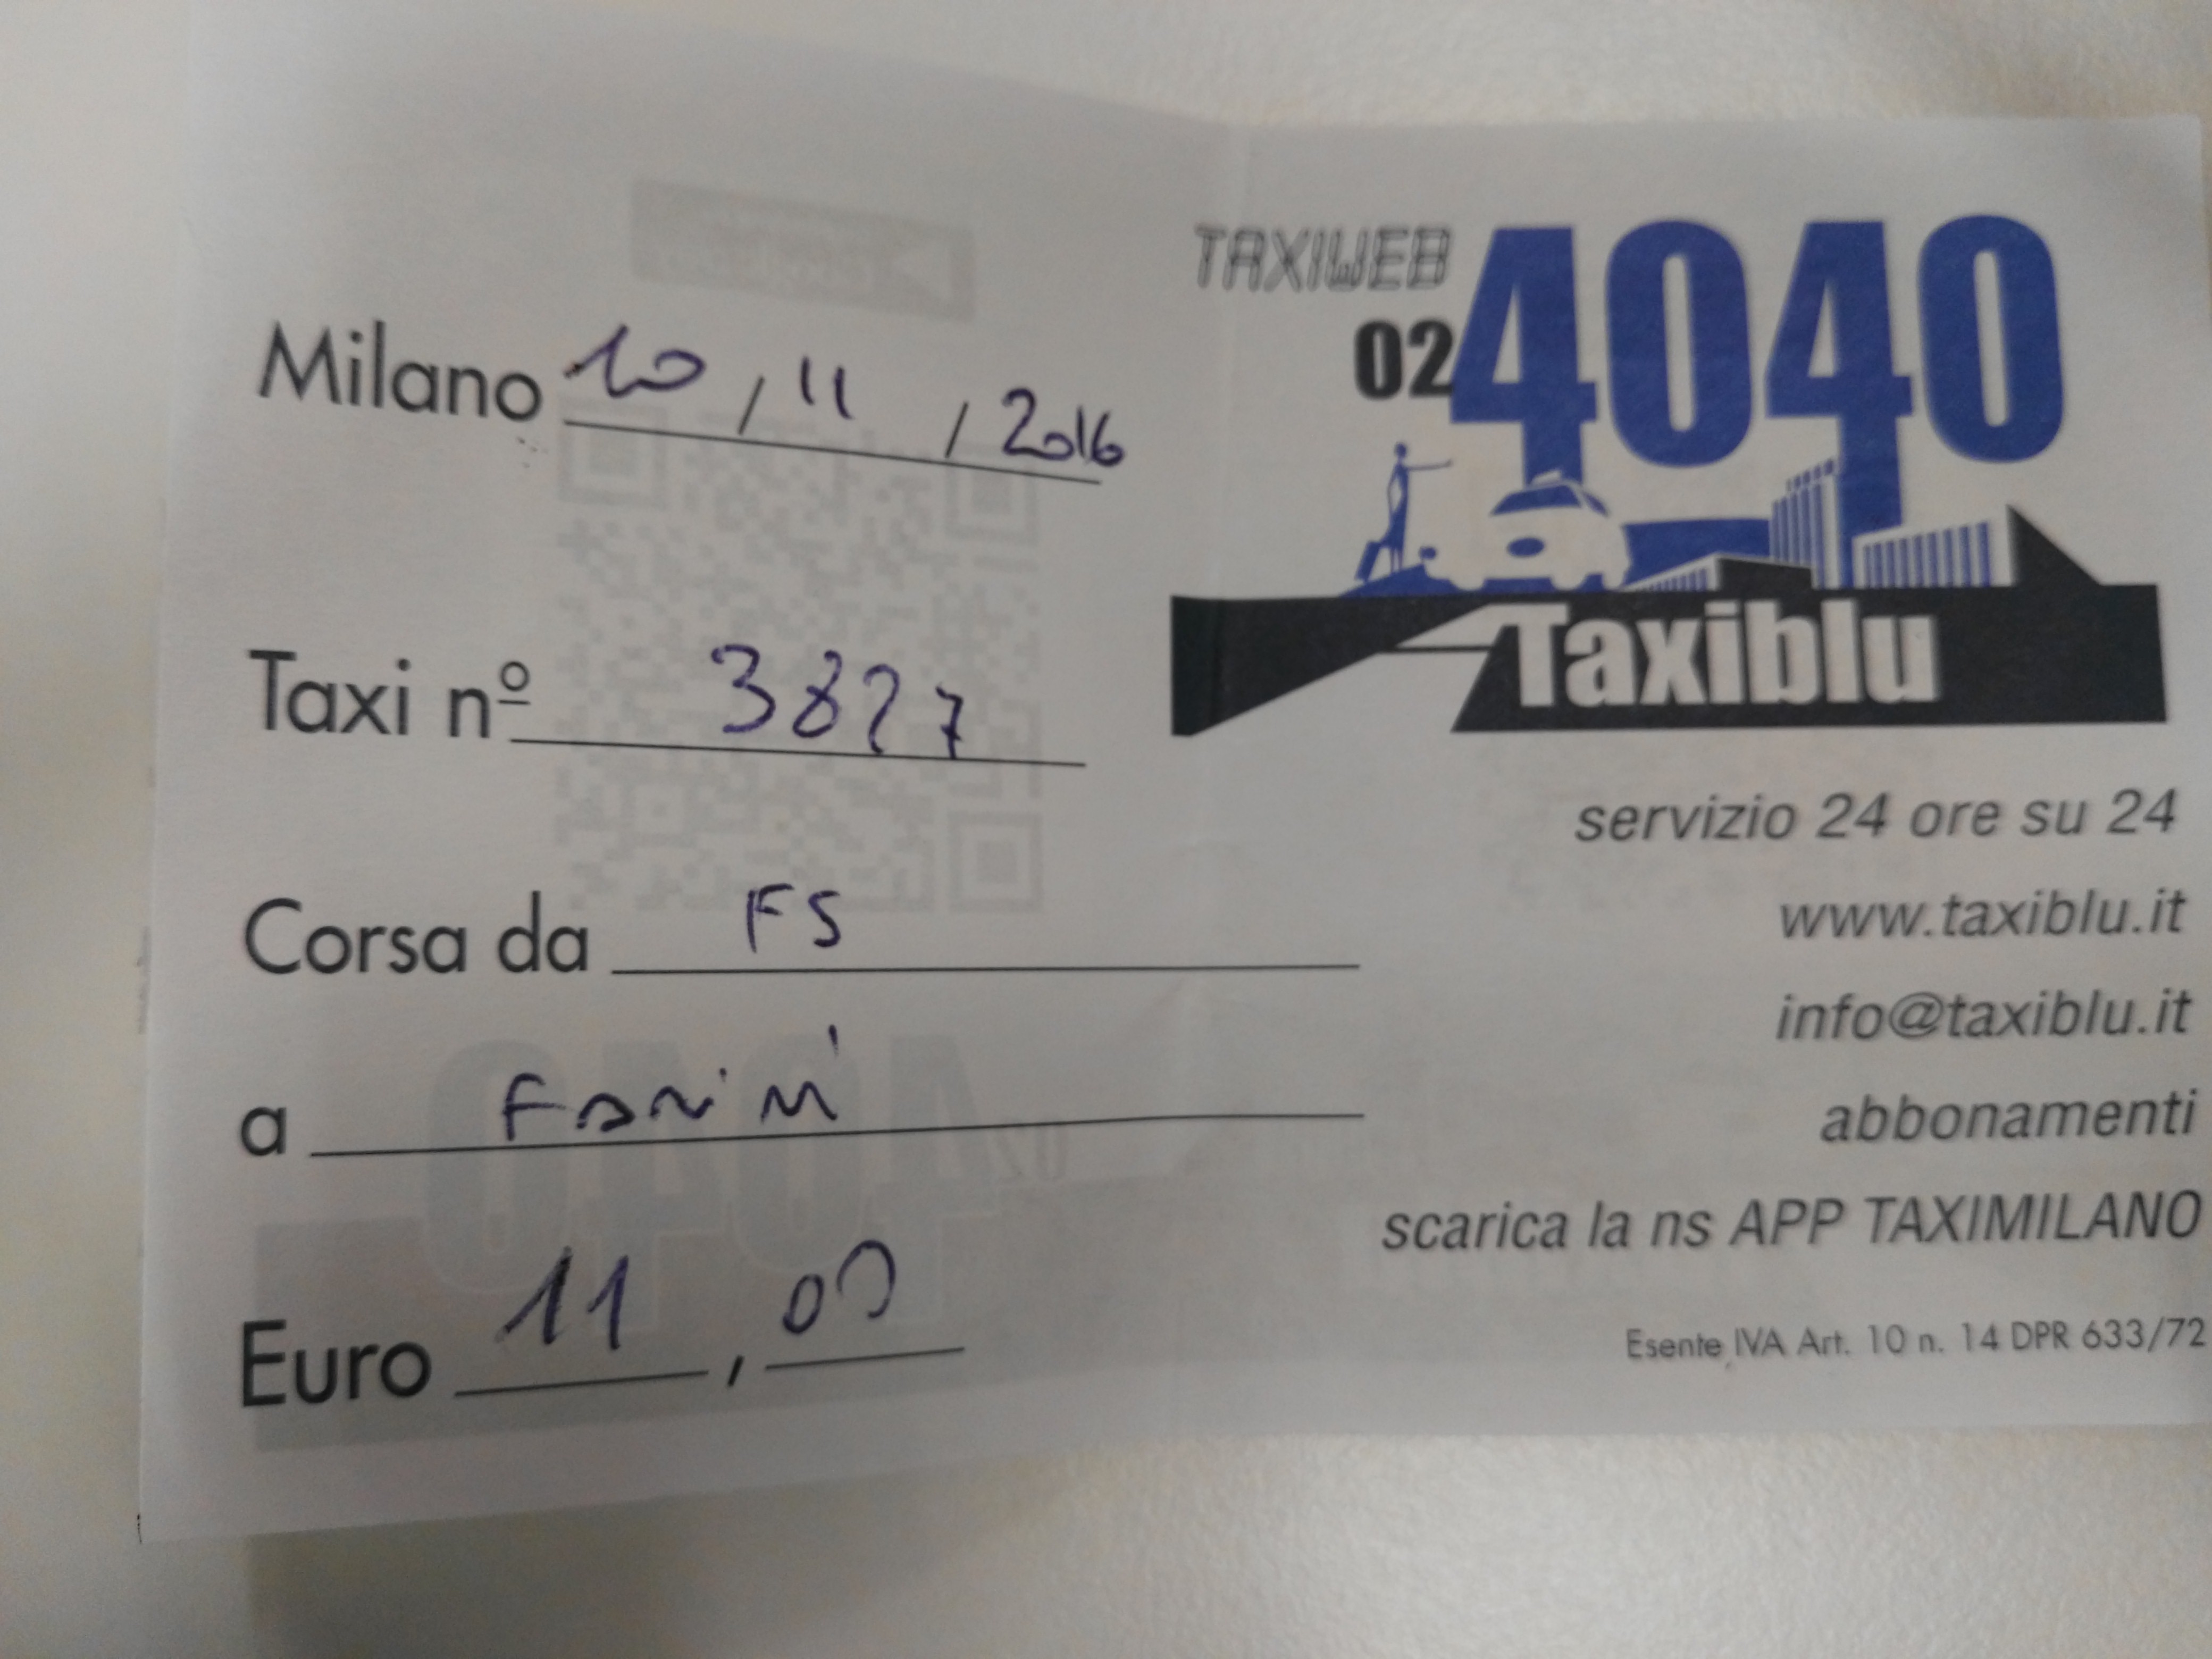 Milano 10 / 11 / 2016
Taxi nº 3827
Corsa da FS
a
Euro 11 , 00
TAXIWEB
02 4040
Taxiblu
servizio 24 ore su 24
www.taxiblu.it
info@taxiblu.it
abbonamenti
scarica la ns APP TAXIMILANO
Esente IVA Art. 10 n. 14 DPR 633/72